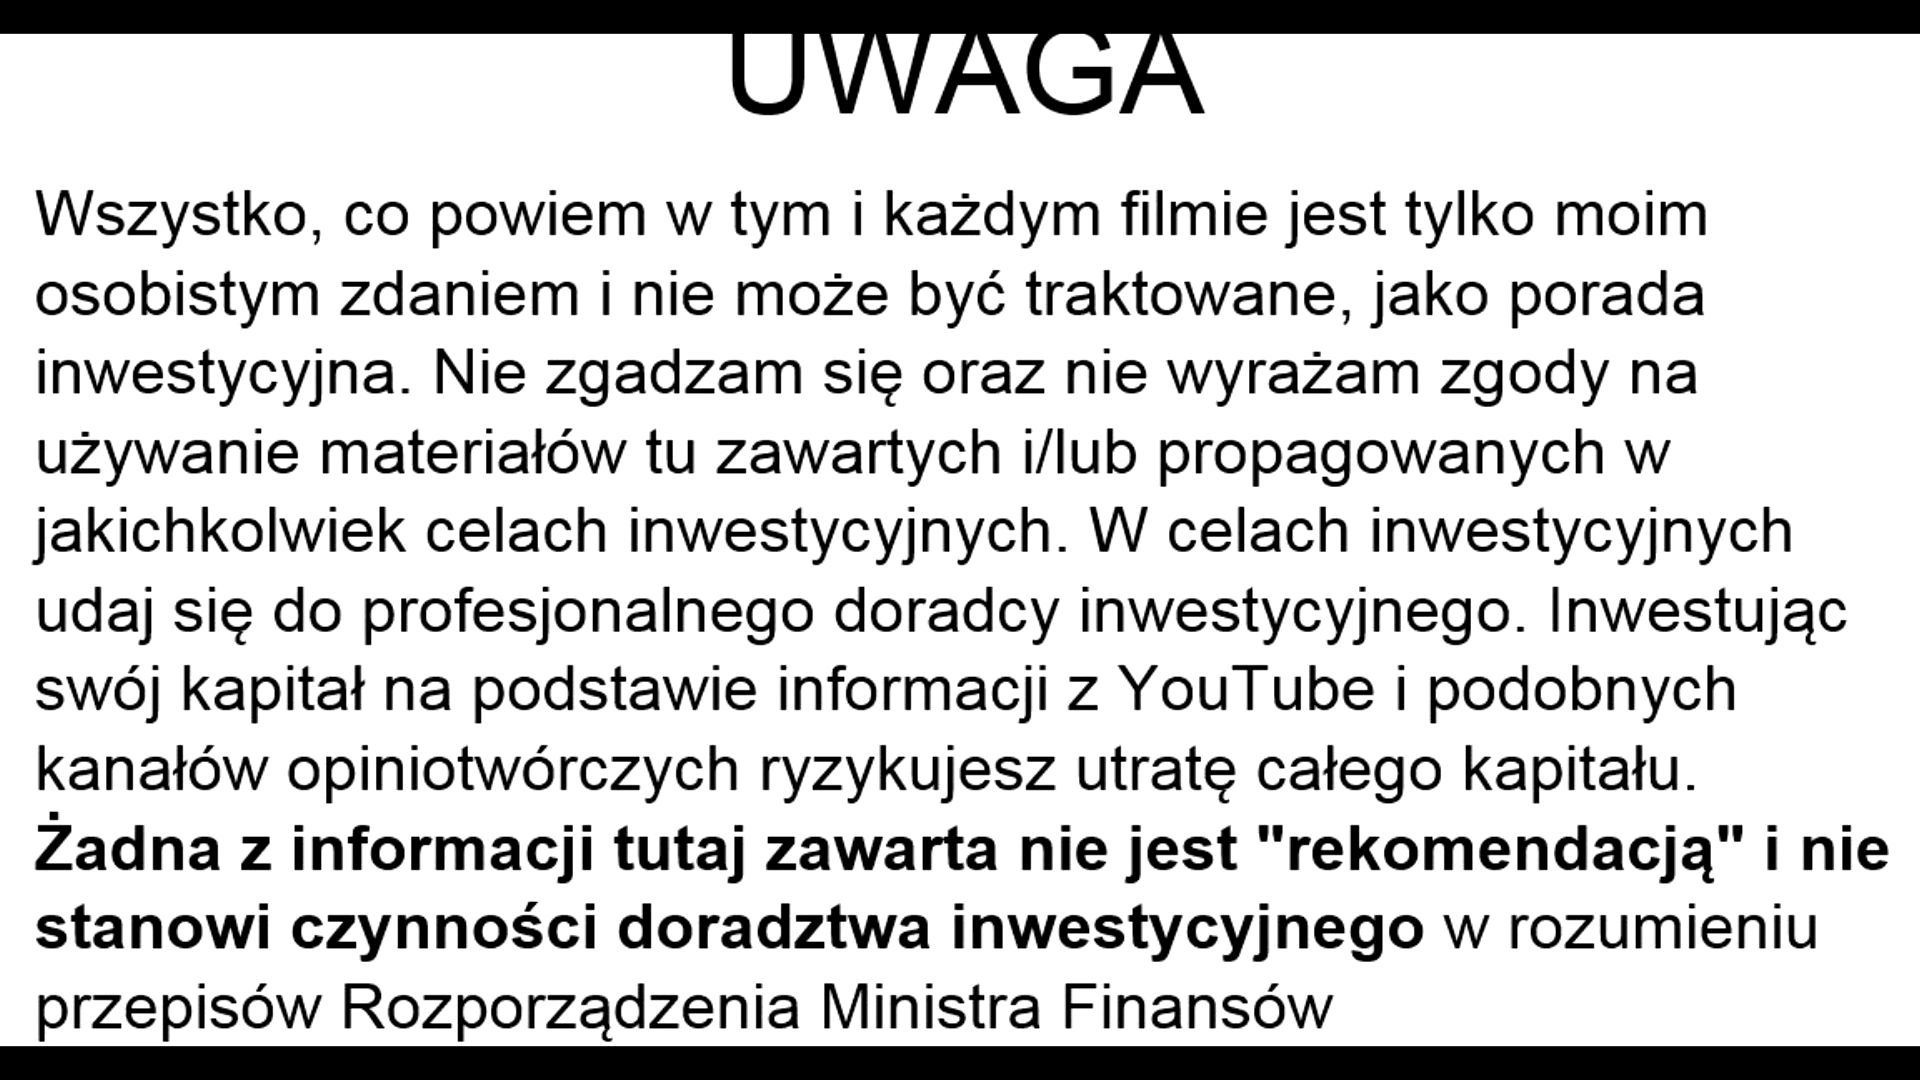 UWAGA
Wszystko, co powiem w tym i każdym filmie jest tylko moim
osobistym zdaniem i nie może być traktowane, jako porada
inwestycyjna. Nie zgadzam się oraz nie wyrażam zgody na
używanie materiałów tu zawartych i/lub propagowanych w
jakichkolwiek celach inwestycyjnych. W celach inwestycyjnych
udaj się do profesjonalnego doradcy inwestycyjnego. Inwestując
swój kapitał na podstawie informacji z YouTube i podobnych
kanałów opiniotwórczych ryzykujesz utratę całego kapitału.
Żadna z informacji tutaj zawarta nie jest "rekomendacją" i nie
stanowi czynności doradztwa inwestycyjnego w rozumieniu
przepisów Rozporządzenia Ministra Finansów